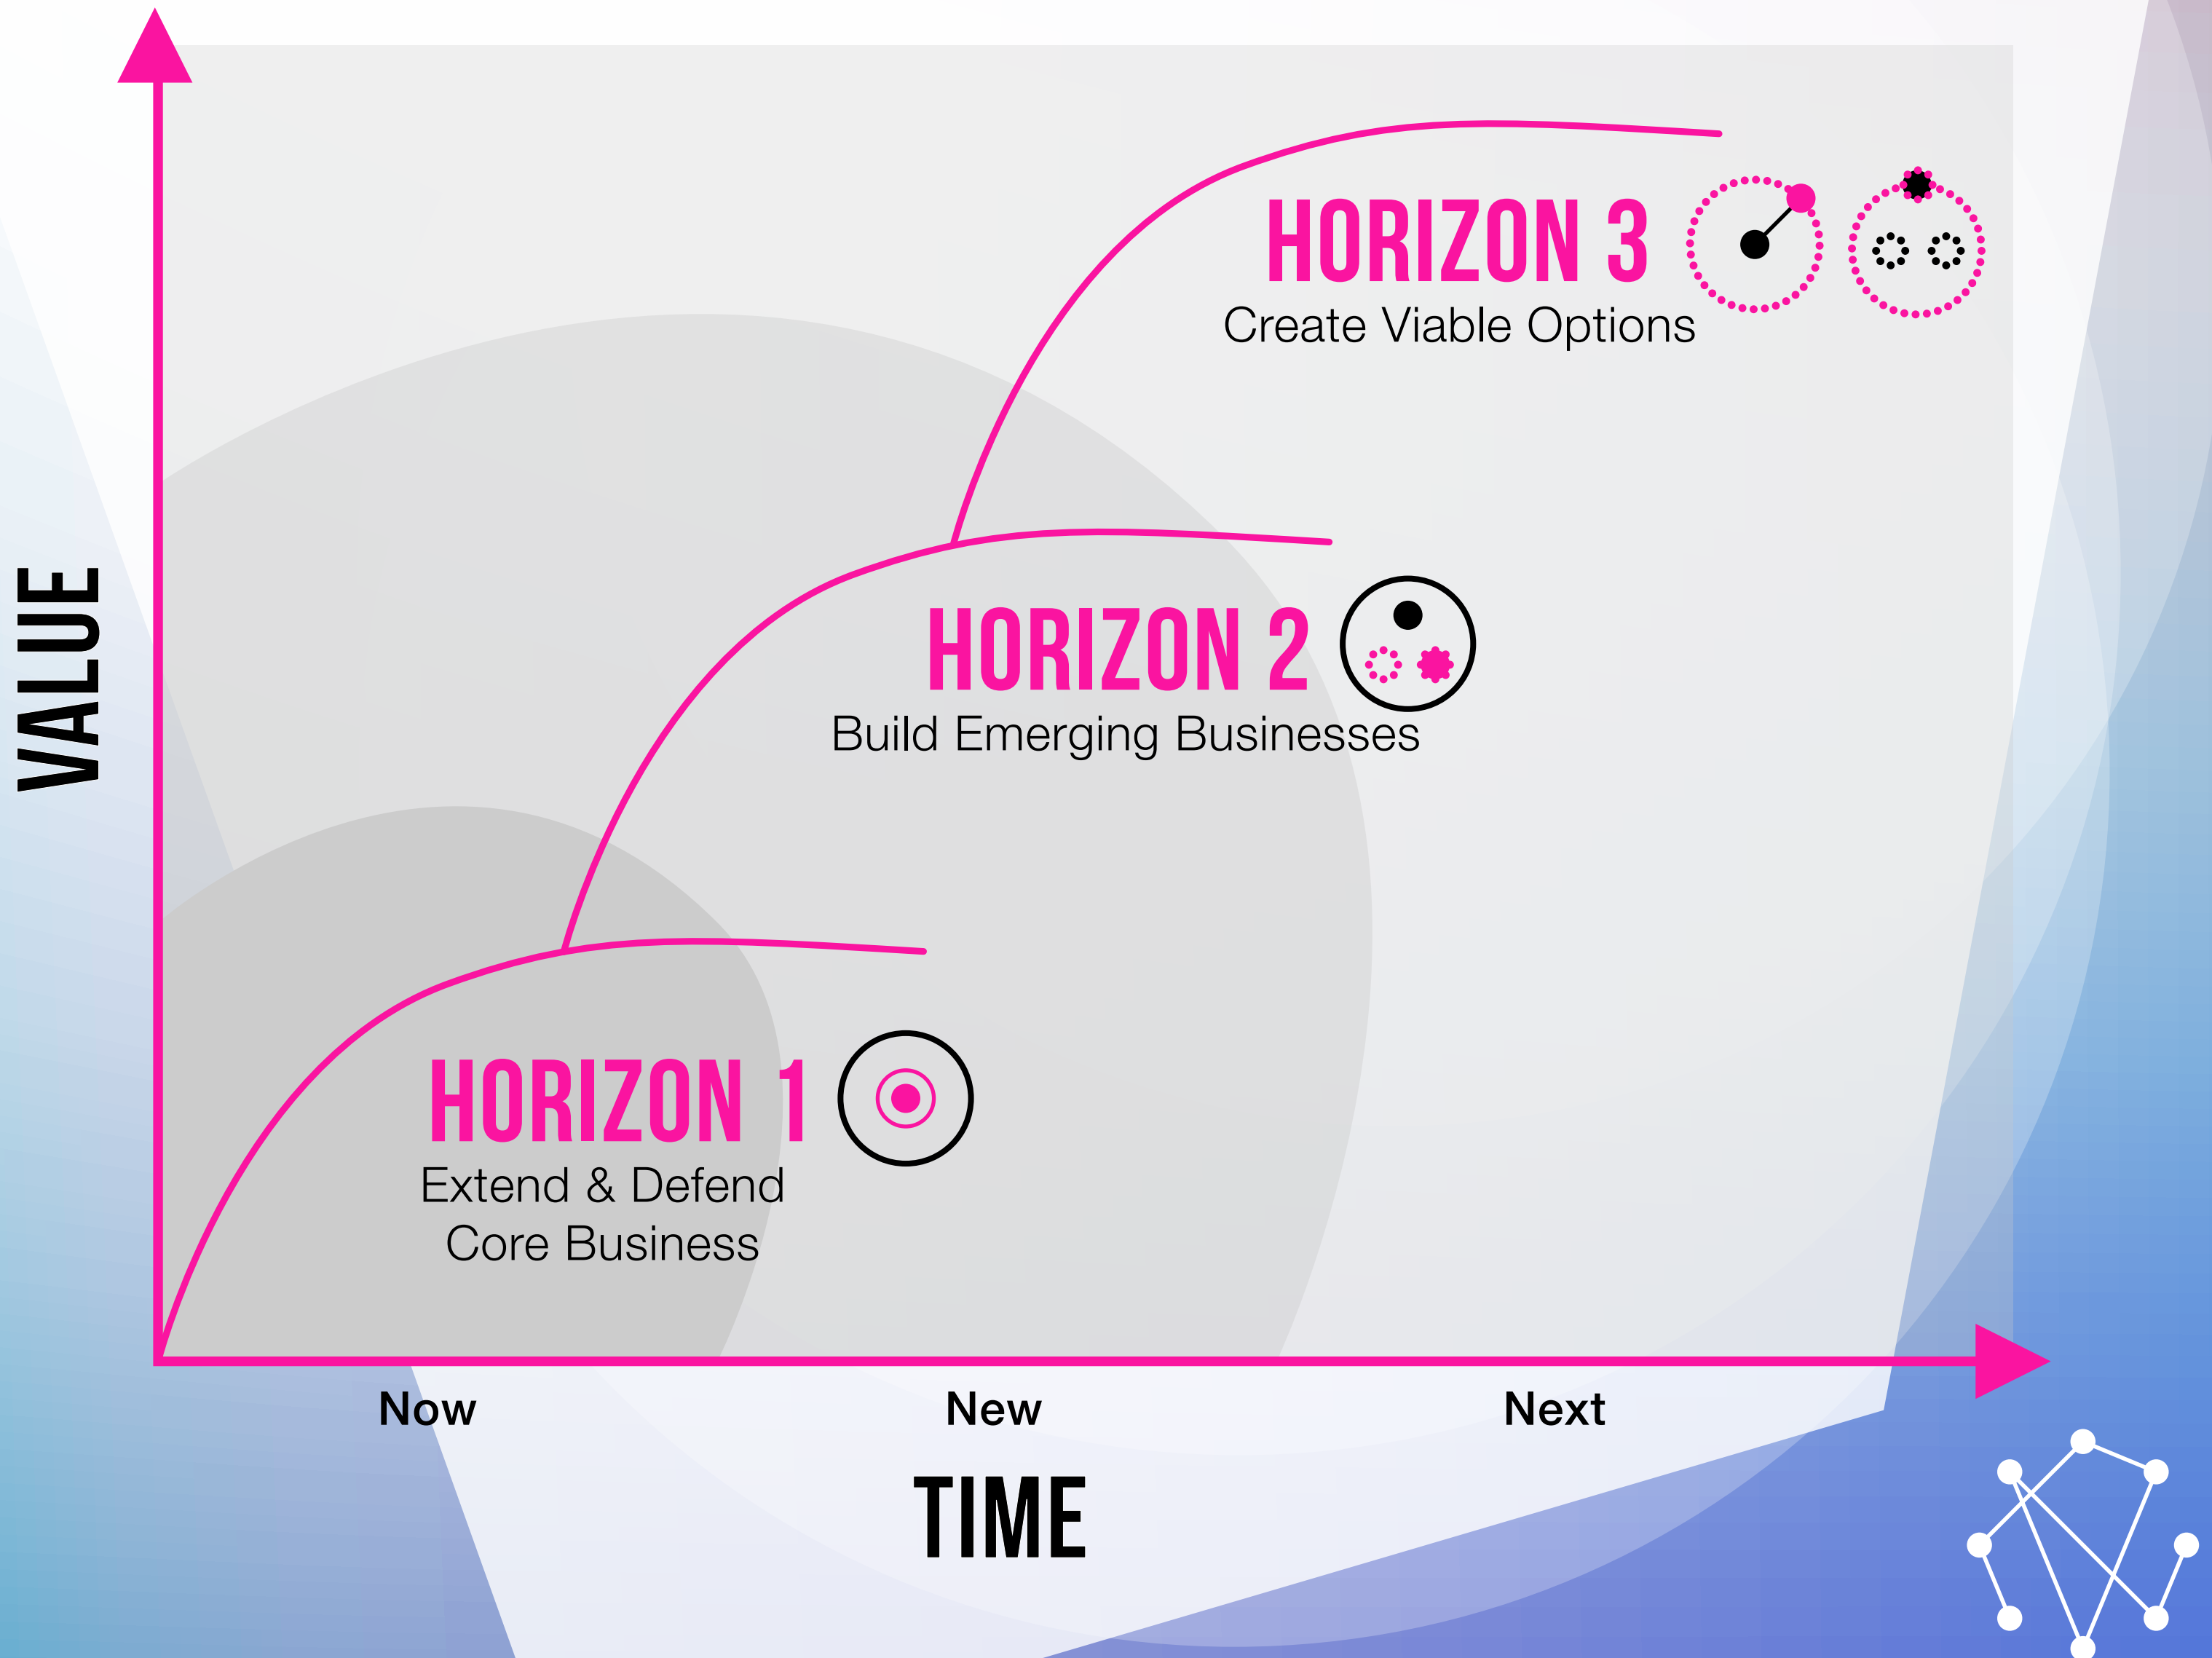 HORIZON 3
Create Viable Options
VALUE
HORIZON 2
Build Emerging Businesses
HORIZON 1
Extend & Defend
Core Business
Now
New
Next
TIME